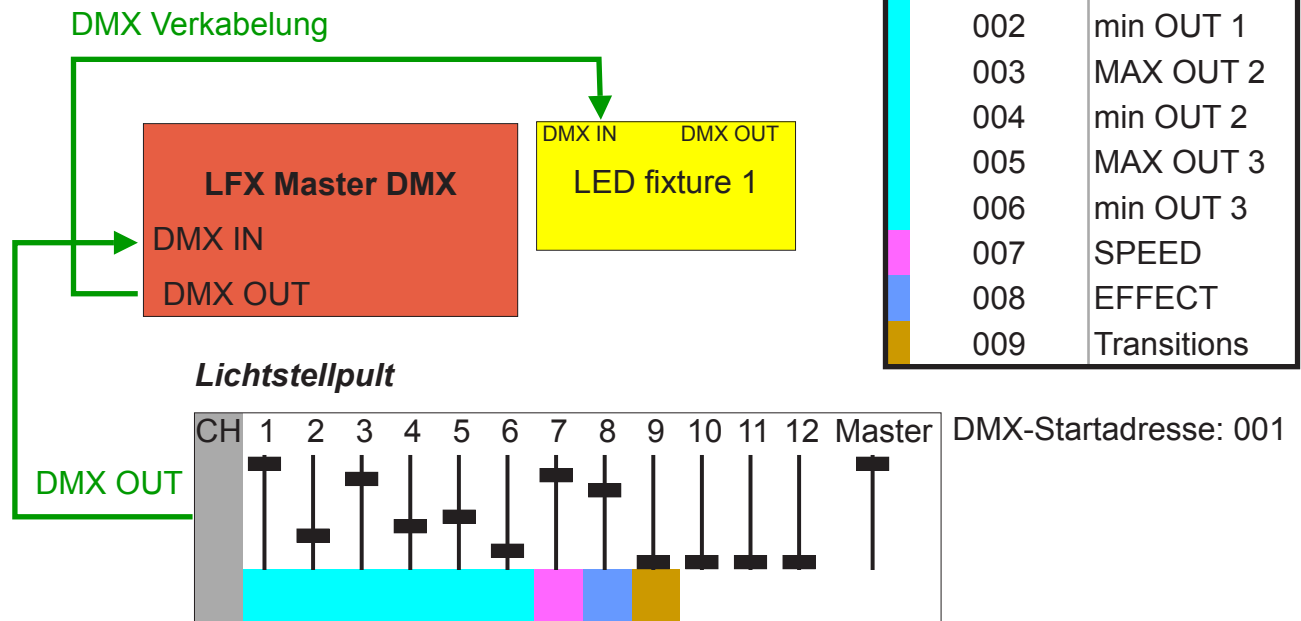 DMX Verkabelung
002 min OUT 1
003 MAX OUT 2
004 min OUT 2
005 MAX OUT 3
006 min OUT 3
007 SPEED
008 EFFECT
009 Transitions
LFX Master DMX
DMX IN
DMX OUT
DMX IN DMX OUT
LED fixture 1
Lichtstellpult
CH 1 2 3 4 5 6 7 8 9 10 11 12 Master
DMX-Startadresse: 001
DMX OUT